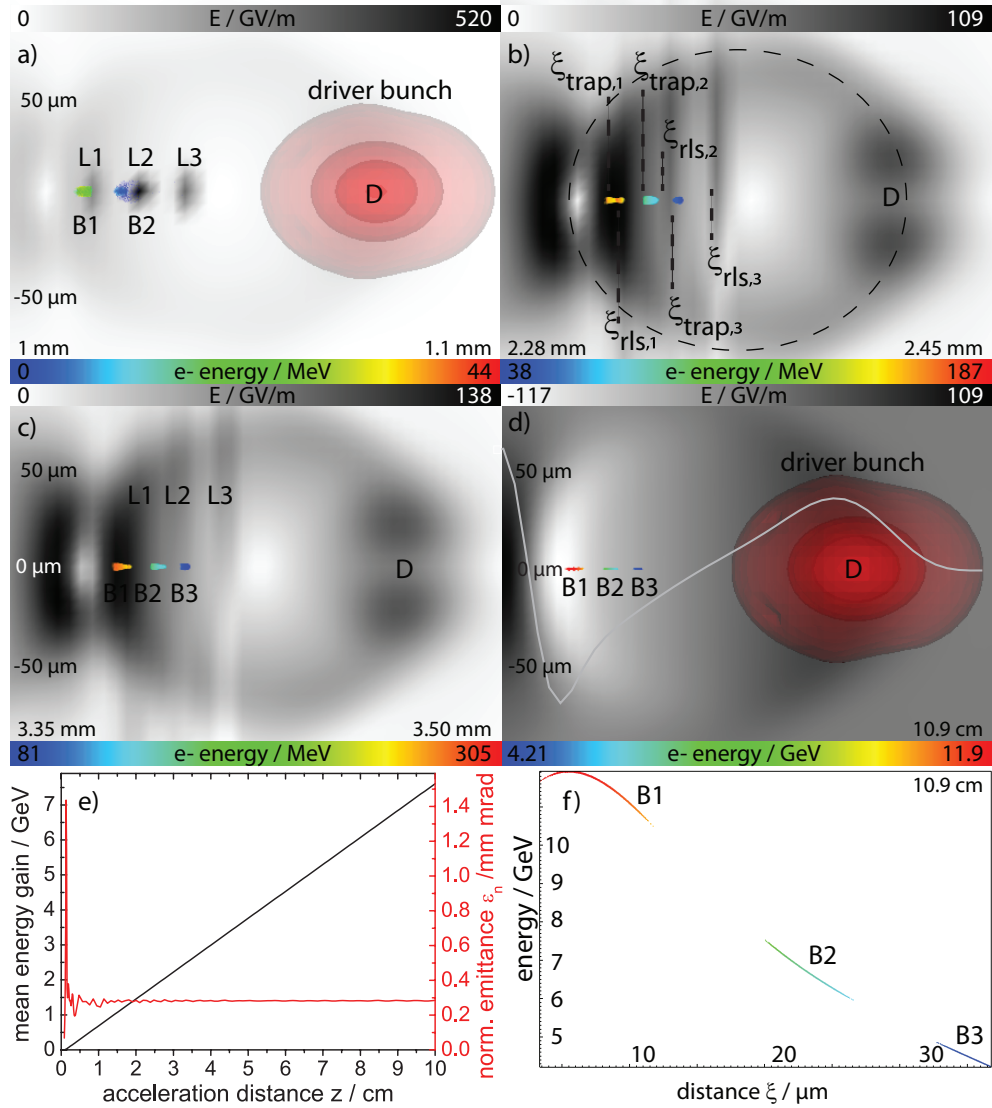 0 E / GV/m 520
a)
50 µm
driver bunch
L1 L2 L3
D
B1 B2
-50 µm
1 mm 1.1 mm
0 e- energy / MeV 44
0 E / GV/m 109
b)
ξtrap,1 ξtrap,2
ξrls,2
D
ξrls,3
ξtrap,3
ξrls,1
2.28 mm 2.45 mm
38 e- energy / MeV 187
0 E / GV/m 138
c)
50 µm
L1 L2 L3
0 µm
D
B1 B2 B3
-50 µm
3.35 mm 3.50 mm
81 e- energy / MeV 305
-117 E / GV/m 109
d)
50 µm
driver bunch
0 µm
D
B1 B2 B3
-50 µm
10.9 cm
4.21 e- energy / GeV 11.9
e)
mean energy gain / GeV
7
6
5
4
3
2
1
0
0 1 2 3 4 5 6 7 8 9 10
acceleration distance z / cm
1.4
1.2
1.0
0.8
0.6
0.4
0.2
0.0
norm. emittance ε_n /mm mrad
f)
10.9 cm
B1
B2
B3
energy / GeV
10
11
8
7
6
5
10 20 30
distance ξ / µm